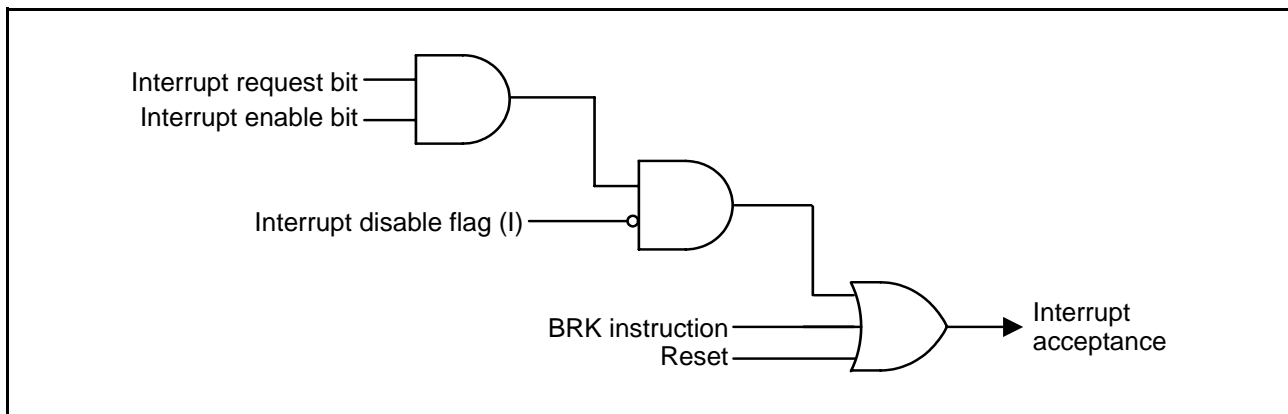 Interrupt request bit
Interrupt enable bit
Interrupt disable flag (I)
BRK instruction
Reset
Interrupt
acceptance